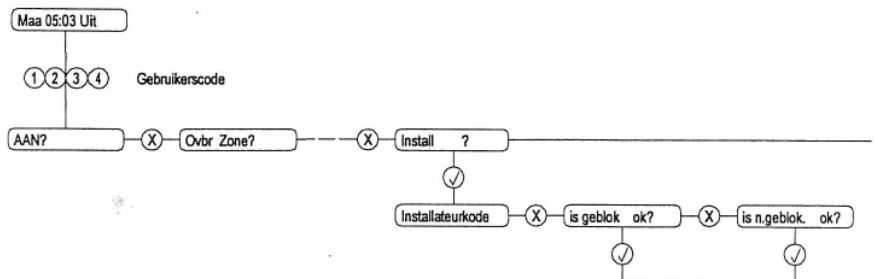 Maa 05:03 Uit
1 2 3 4 Gebruikerscode
AAN? X Ovbr Zone? X Install ?
Installateurkode X is geblok ok? X is n.geblok. ok?